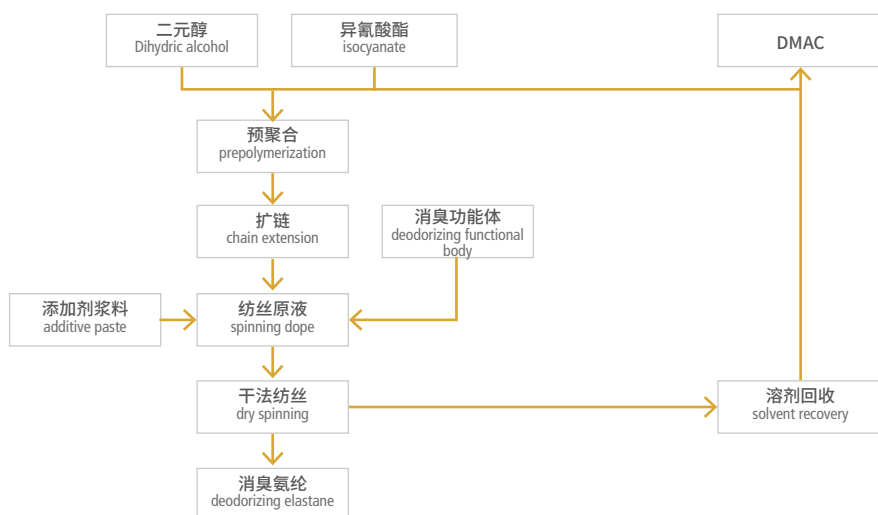 二元醇
Dihydric alcohol
异氰酸酯
isocyanate
DMAC
预聚合
prepolymerization
扩链
chain extension
消臭功能体
deodorizing functional
body
添加剂浆料
additive paste
纺丝原液
spinning dope
干法纺丝
dry spinning
溶剂回收
solvent recovery
消臭氨纶
deodorizing elastane